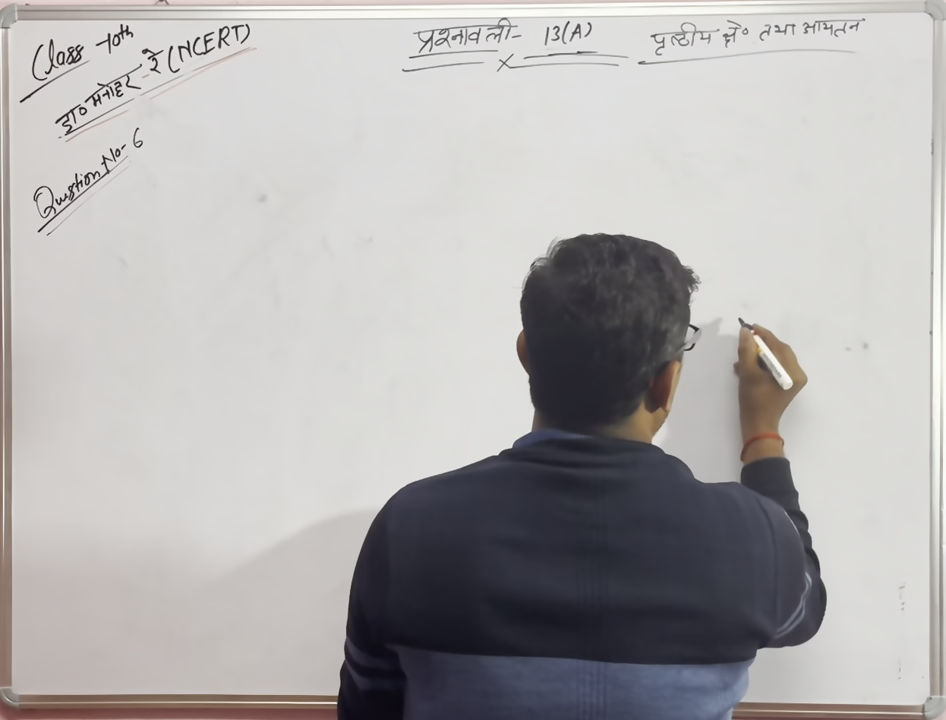 Class 10th
डा० मनोहर रे (NCERT)
Question No- 6
प्रश्नावली- 13(A)
पृष्ठीय क्षे० तथा आयतन